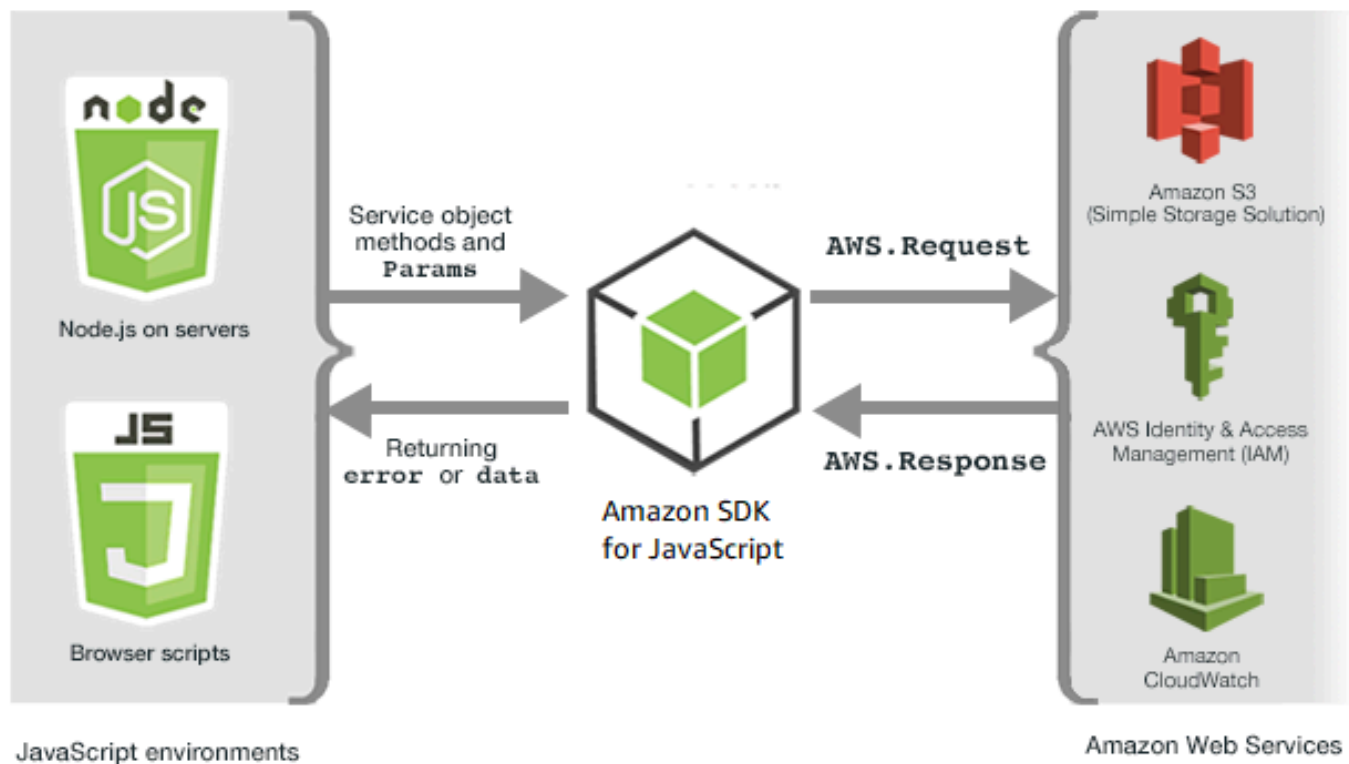 node
JS
Node.js on servers
JS
Browser scripts
JavaScript environments
Service object
methods and
Params
Returning
error or data
Amazon SDK
for JavaScript
AWS.Request
AWS.Response
Amazon S3
(Simple Storage Solution)
AWS Identity & Access
Management (IAM)
Amazon
CloudWatch
Amazon Web Services